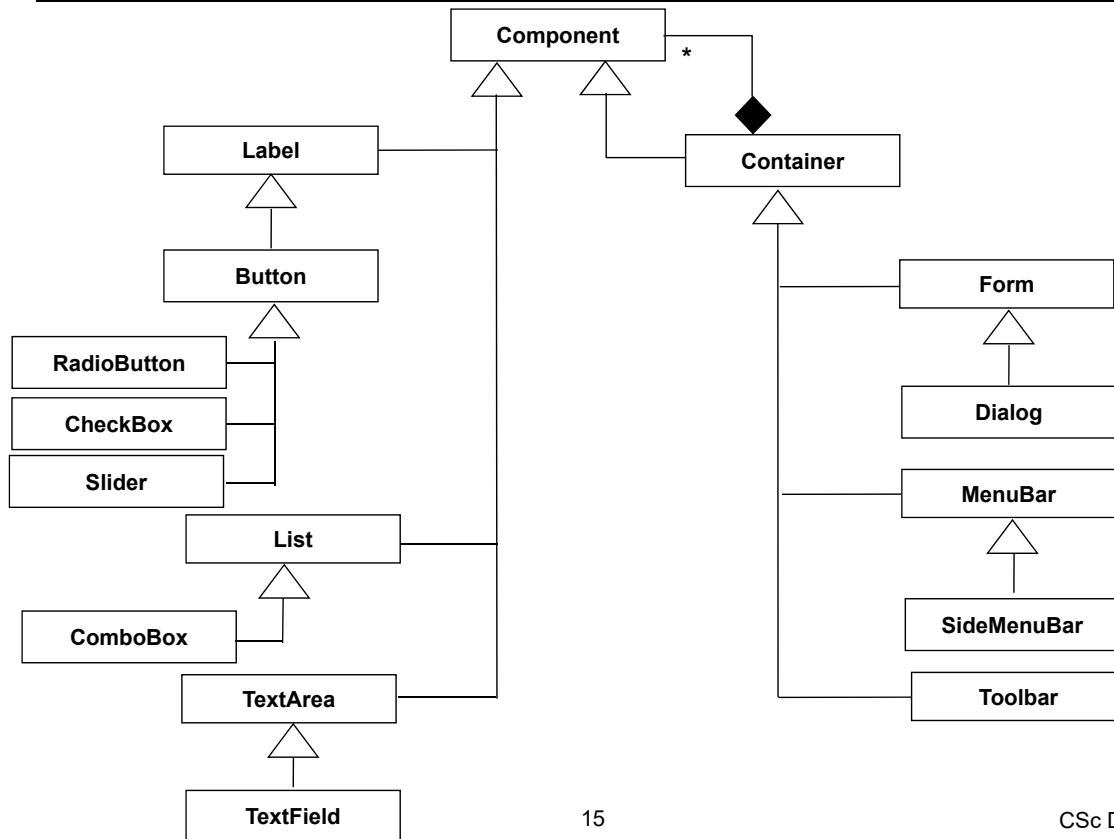 Component
*
Label
Container
Button
Form
RadioButton
Dialog
CheckBox
Slider
MenuBar
List
SideMenuBar
ComboBox
TextArea
Toolbar
TextField
15
CSc D